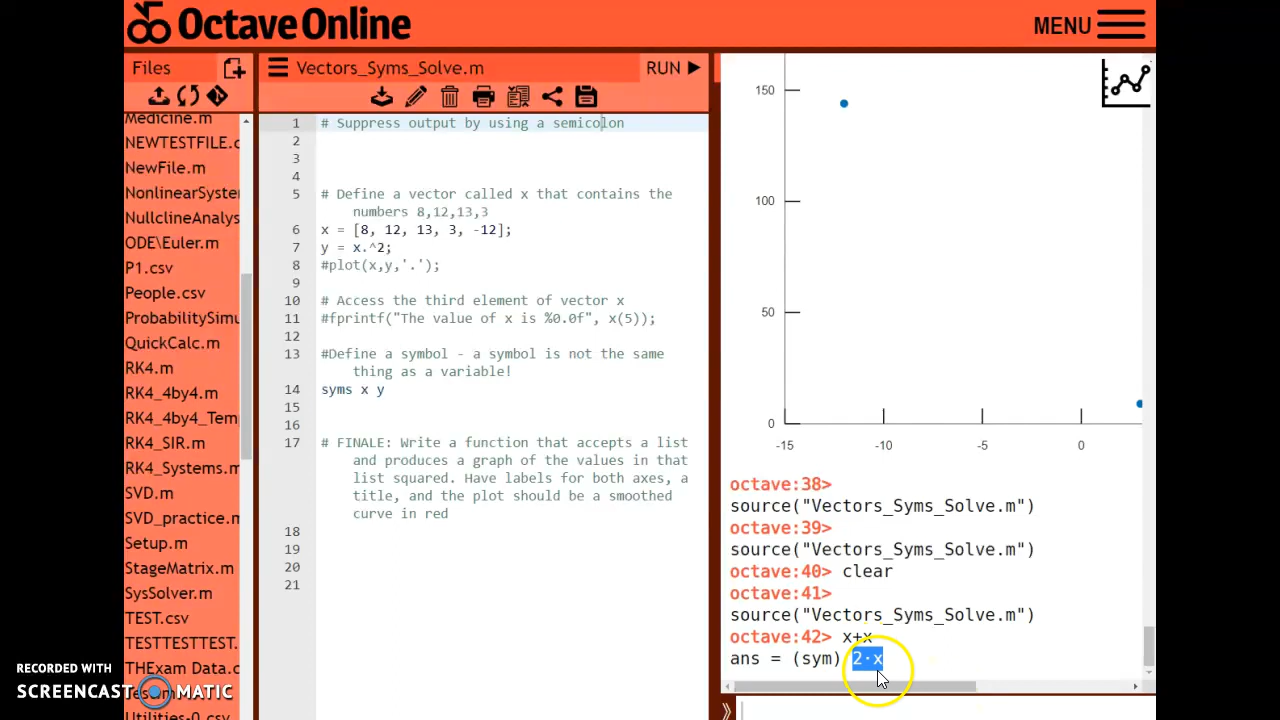 Octave Online
MENU
Files
Vectors_Syms_Solve.m
RUN
Medicine.m
NEWTESTFILE.c
NewFile.m
NonlinearSyste
NullclineAnalys
ODE\Euler.m
P1.csv
People.csv
ProbabilitySimu
QuickCalc.m
RK4.m
RK4_4by4.m
RK4_4by4_Tem
RK4_SIR.m
RK4_Systems.m
SVD.m
SVD_practice.m
Setup.m
StageMatrix.m
SysSolver.m
TEST.csv
TESTTESTTEST.
THExam Data.c
Utilities-0.csv
1 # Suppress output by using a semicolon
2
3
4
5 # Define a vector called x that contains the
numbers 8,12,13,3
6 x = [8, 12, 13, 3, -12];
7 y = x.^2;
8 #plot(x,y,'.');
9
10 # Access the third element of vector x
11 #fprintf("The value of x is %0.0f", x(5));
12
13 #Define a symbol - a symbol is not the same
thing as a variable!
14 syms x y
15
16
17 # FINALE: Write a function that accepts a list
and produces a graph of the values in that
list squared. Have labels for both axes, a
title, and the plot should be a smoothed
curve in red
18
19
20
21
150
100
50
0
-15 -10 -5 0
octave:38>
source("Vectors_Syms_Solve.m")
octave:39>
source("Vectors_Syms_Solve.m")
octave:40> clear
octave:41>
source("Vectors_Syms_Solve.m")
octave:42> x+x
ans = (sym) 2·x
RECORDED WITH
SCREENCAST MATIC